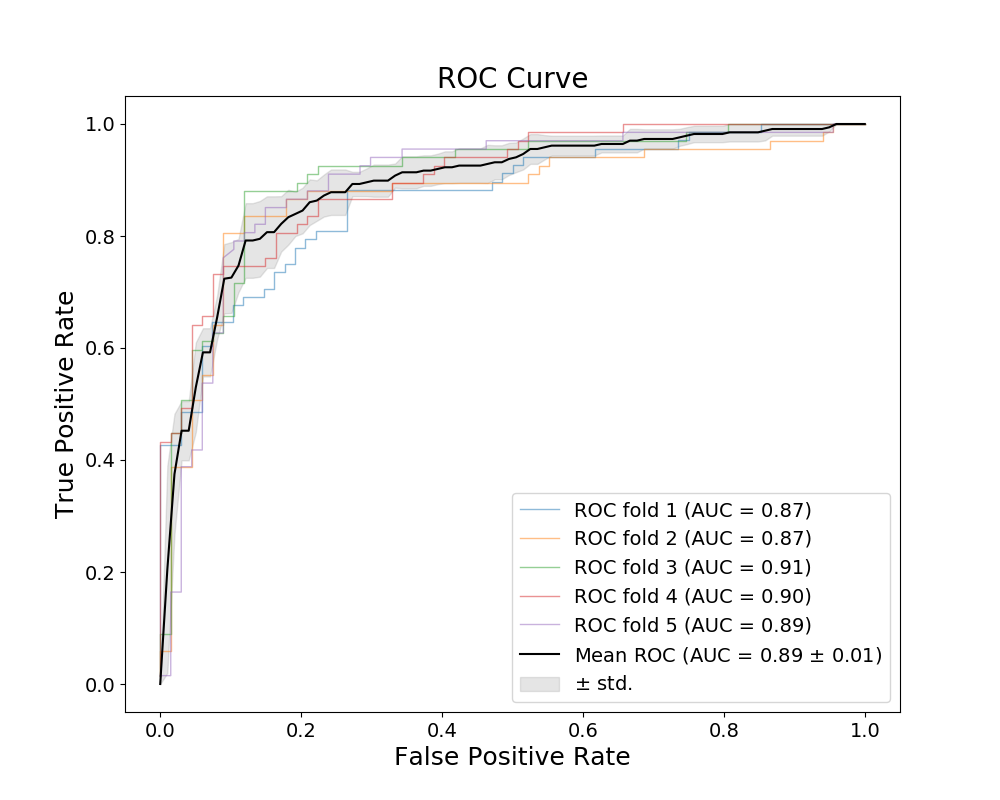 ROC Curve
1.0
0.8
0.6
0.4
0.2
0.0
True Positive Rate
ROC fold 1 (AUC = 0.87)
ROC fold 2 (AUC = 0.87)
ROC fold 3 (AUC = 0.91)
ROC fold 4 (AUC = 0.90)
ROC fold 5 (AUC = 0.89)
Mean ROC (AUC = 0.89 ± 0.01)
± std.
0.0 0.2 0.4 0.6 0.8 1.0
False Positive Rate